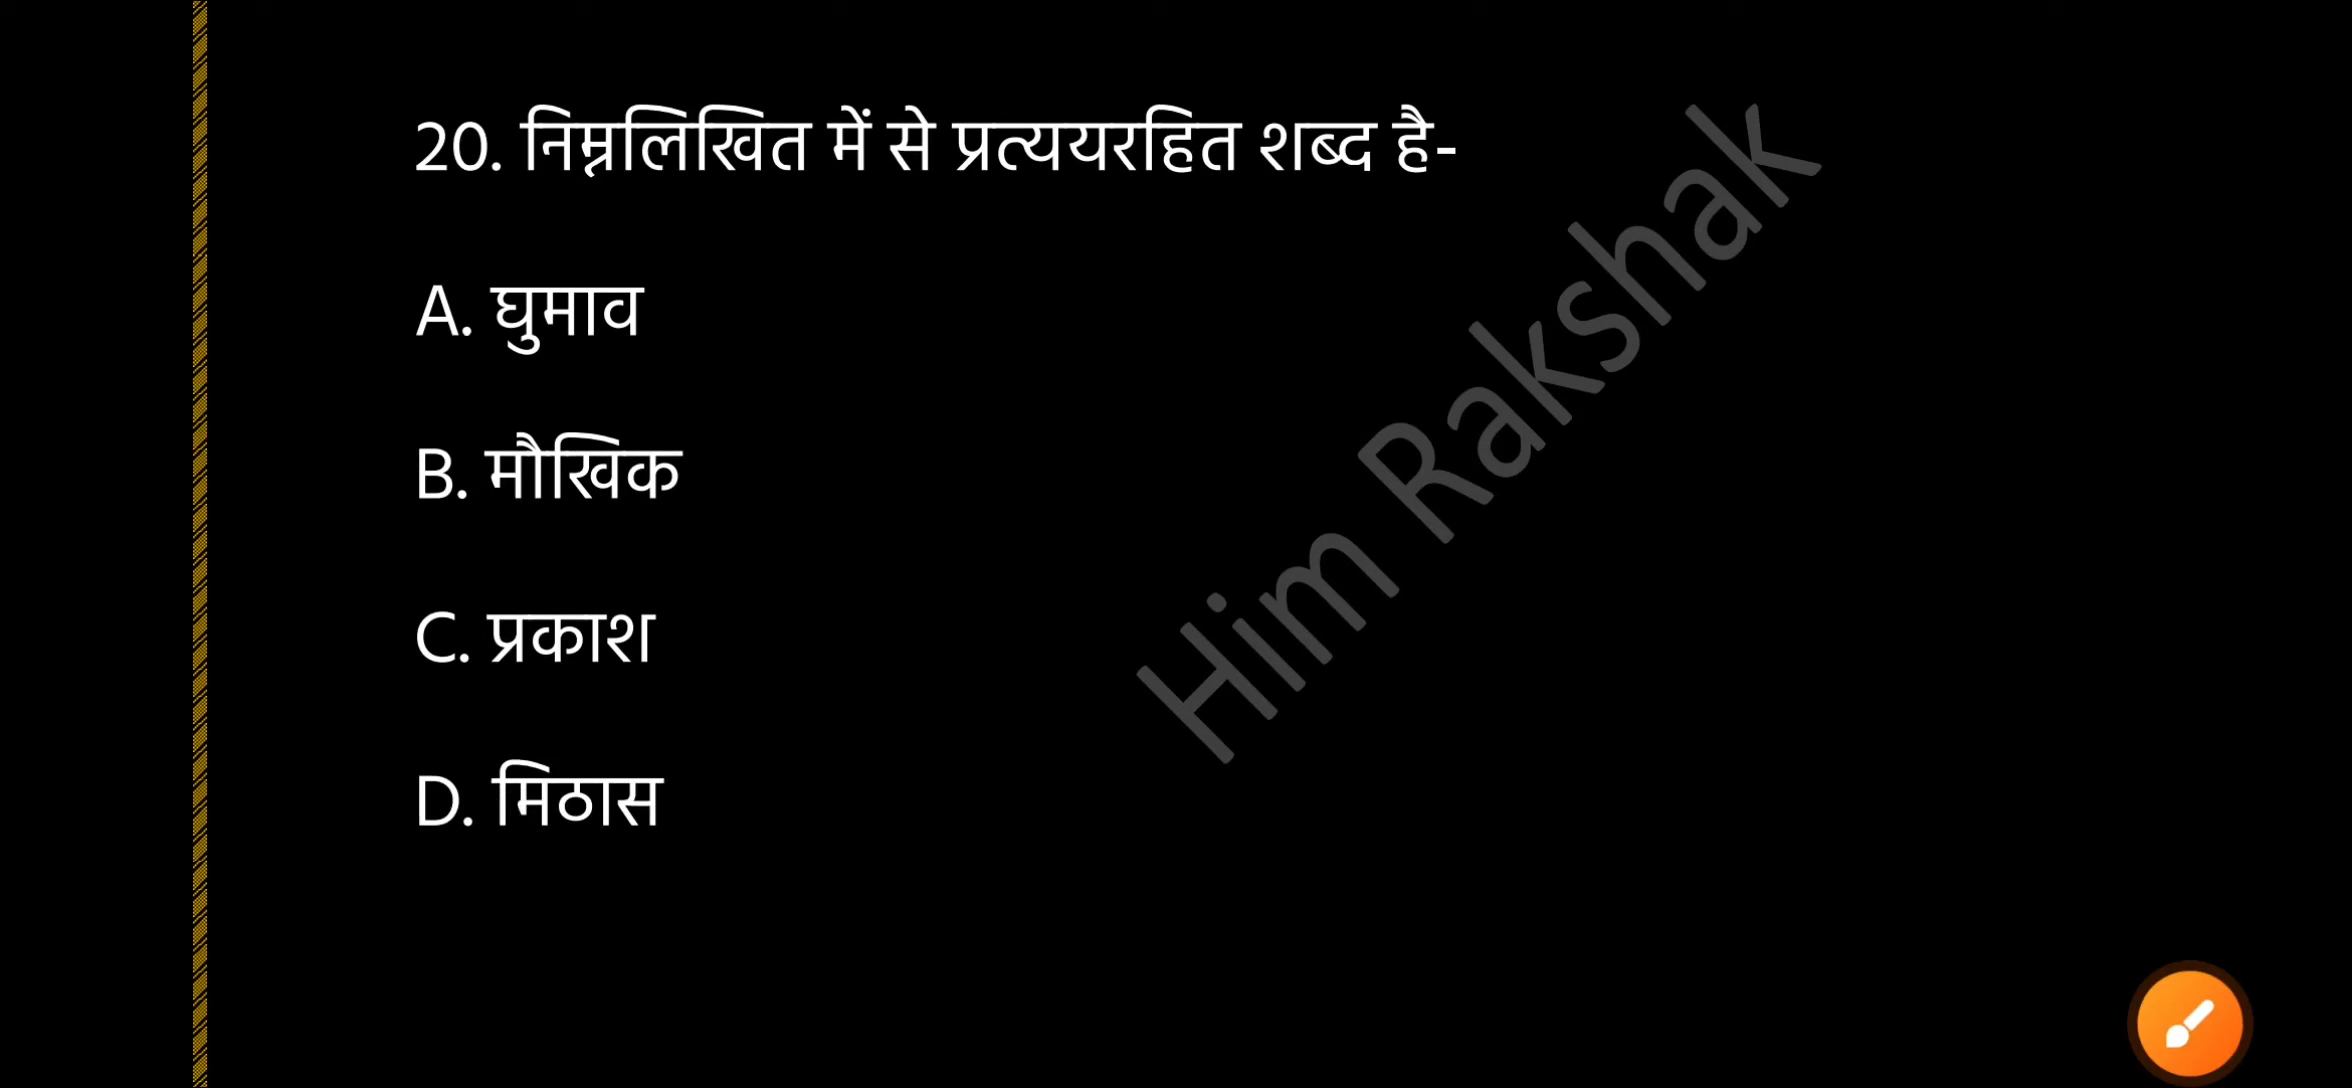 20. निम्नलिखित में से प्रत्ययरहित शब्द है-
A. घुमाव
B. मौखिक
C. प्रकाश
D. मिठास
Him Rakshak